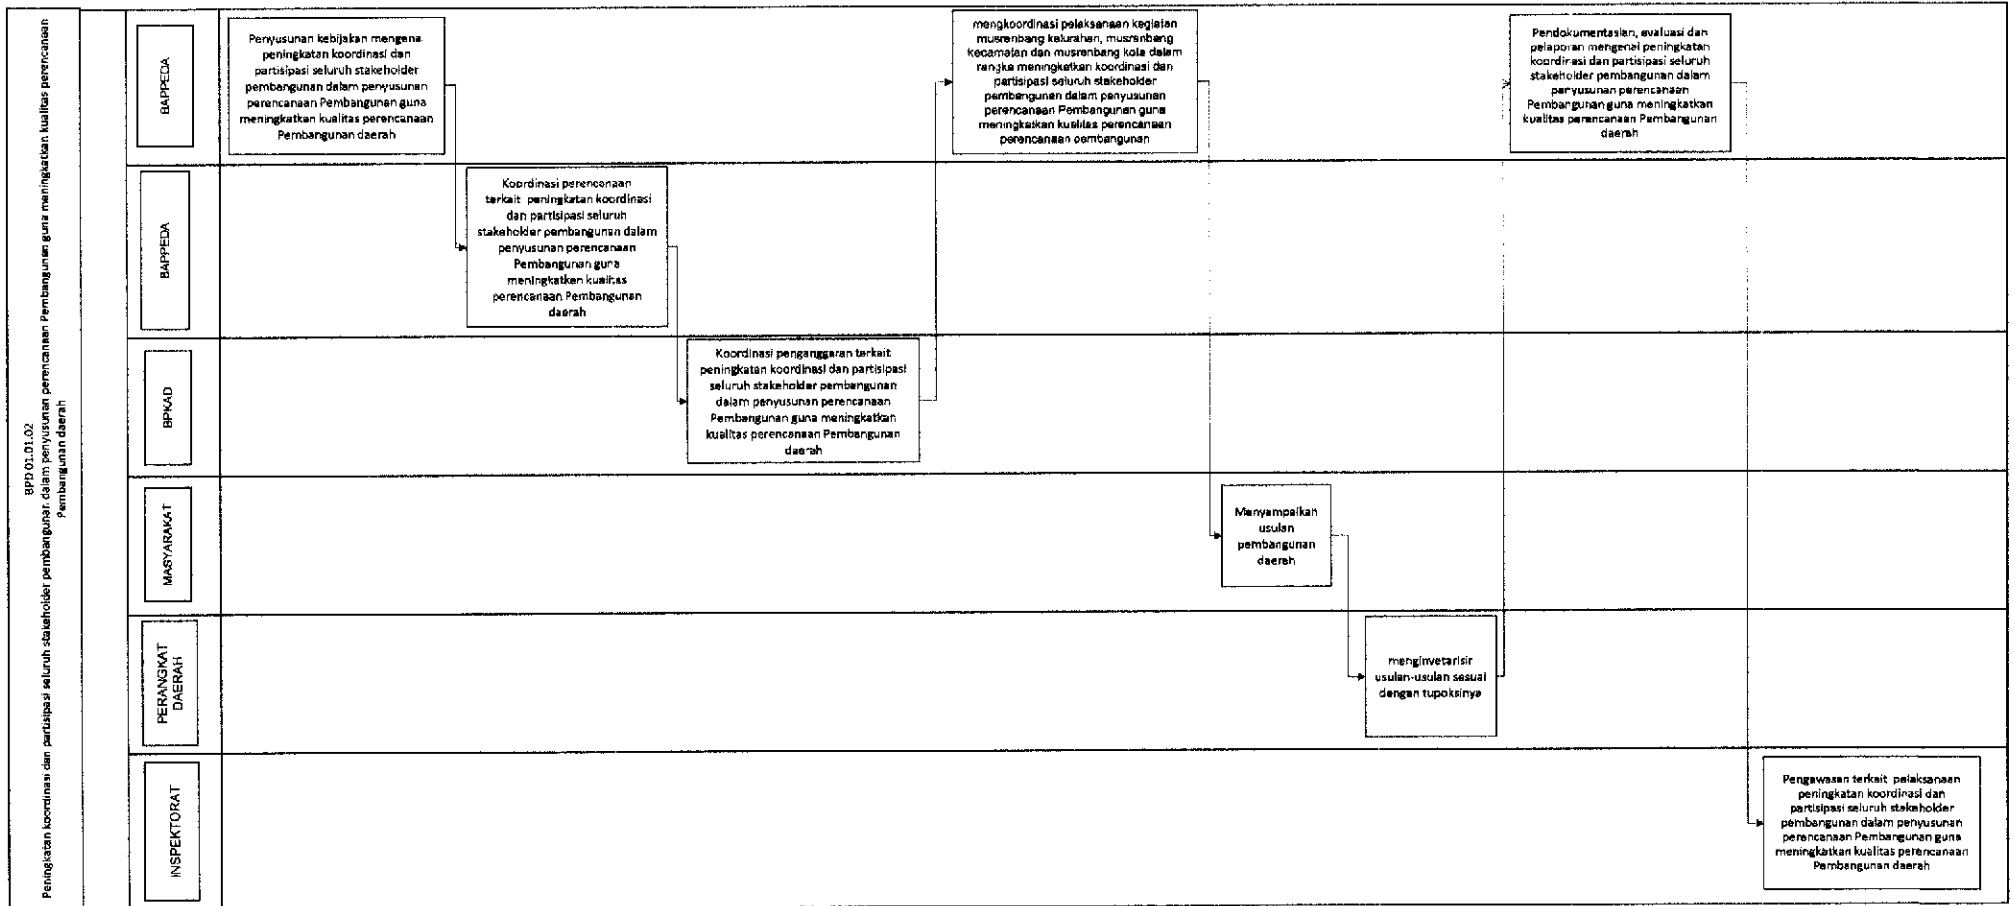 BPD 01.01.02
Peningkatan koordinasi dan partisipasi seluruh stakeholder pembangunan. dalam penyusunan perencanaan Pembangunan guna meningkatkan kualitas perencanaan
Pembangunan daerah
BAPPEDA
Penyusunan kebijakan mengena
peningkatan koordinasi dan
partisipasi seluruh stakeholder
pembangunan dalam penyusunan
perencanaan Pembangunan guna
meningkatkan kualitas perencanaan
Pembangunan daerah
mengkoordinasi pelaksanaan kegiatan
musrenbang kelurahan, musrenbang
kecamatan dan musrenbang kota dalam
rangka meningkatkan koordinasi dan
partisipasi seluruh stakeholder
pembangunan dalam penyusunan
perencanaan Pembangunan guna
meningkatkan kualitas perencanaan
perencanaan pembangunan
Pendokumentasian, evaluasi dan
pelaporan mengenai peningkatan
koordinasi dan partisipasi seluruh
stakeholder pembangunan dalam
penyusunan perencanaan
Pembangunan guna meningkatkan
kualitas perencanaan Pembangunan
daerah
BAPPEDA
Koordinasi perencanaan
terkait peningkatan koordinasi
dan partisipasi seluruh
stakeholder pembangunan dalam
penyusunan perencanaan
Pembangunan guna
meningkatkan kualitas
perencanaan Pembangunan
daerah
BPKAD
Koordinasi penganggaran terkait
peningkatan koordinasi dan partisipasi
seluruh stakeholder pembangunan
dalam penyusunan perencanaan
Pembangunan guna meningkatkan
kualitas perencanaan Pembangunan
daerah
MASYARAKAT
Menyampaikan
usulan
pembangunan
daerah
PERANGKAT
DAERAH
menginvetarisir
usulan-usulan sesuai
dengan tupoksinya
INSPEKTORAT
Pengawasan terkait pelaksanaan
peningkatan koordinasi dan
partisipasi seluruh stakeholder
pembangunan dalam penyusunan
perencanaan Pembangunan guna
meningkatkan kualitas perencanaan
Pembangunan daerah